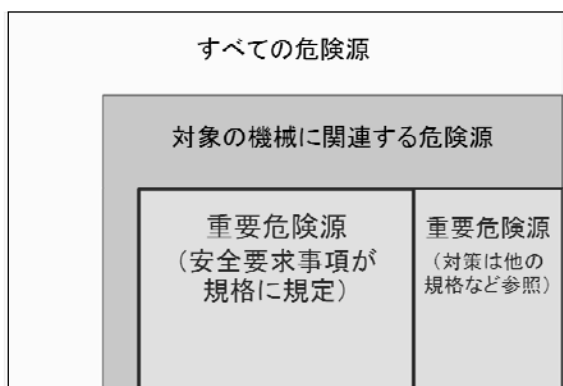 すべての危険源
対象の機械に関連する危険源
重要危険源
（安全要求事項が
規格に規定）
重要危険源
（対策は他の
規格など参照）